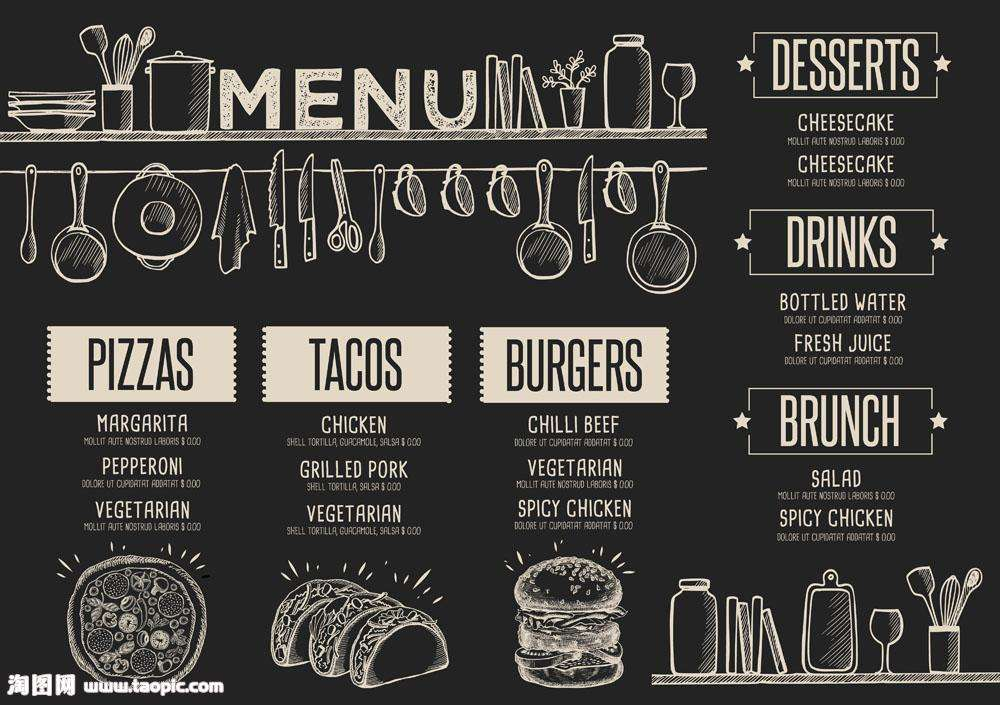 MENU
PIZZAS
MARGARITA
MOLLIT AUTE NOSTRUD LABORIS $ 0.00
PEPPERONI
DOLORE UT CUPIDATAT ADDATAT $ 0.00
VEGETARIAN
MOLLIT AUTE NOSTRUD LABORIS $ 0.00
TACOS
CHICKEN
SHELL TORTILLA, GUACAMOLE, SALSA $ 0.00
GRILLED PORK
SHELL TORTILLA, SALSA $ 0.00
VEGETARIAN
SHELL TORTILLA, GUACAMOLE, SALSA $ 0.00
BURGERS
CHILLI BEEF
DOLORE UT CUPIDATAT ADDATAT $ 0.00
VEGETARIAN
MOLLIT AUTE NOSTRUD LABORIS $ 0.00
SPICY CHICKEN
DOLORE UT CUPIDATAT ADDATAT $ 0.00
DESSERTS
CHEESECAKE
MOLLIT AUTE NOSTRUD LABORIS $ 0.00
CHEESECAKE
MOLLIT AUTE NOSTRUD LABORIS $ 0.00
DRINKS
BOTTLED WATER
DOLORE UT CUPIDATAT ADDATAT $ 0.00
FRESH JUICE
DOLORE UT CUPIDATAT ADDATAT $ 0.00
BRUNCH
SALAD
MOLLIT AUTE NOSTRUD LABORIS $ 0.00
SPICY CHICKEN
DOLORE UT CUPIDATAT ADDATAT $ 0.00
淘图网 www.taopic.com